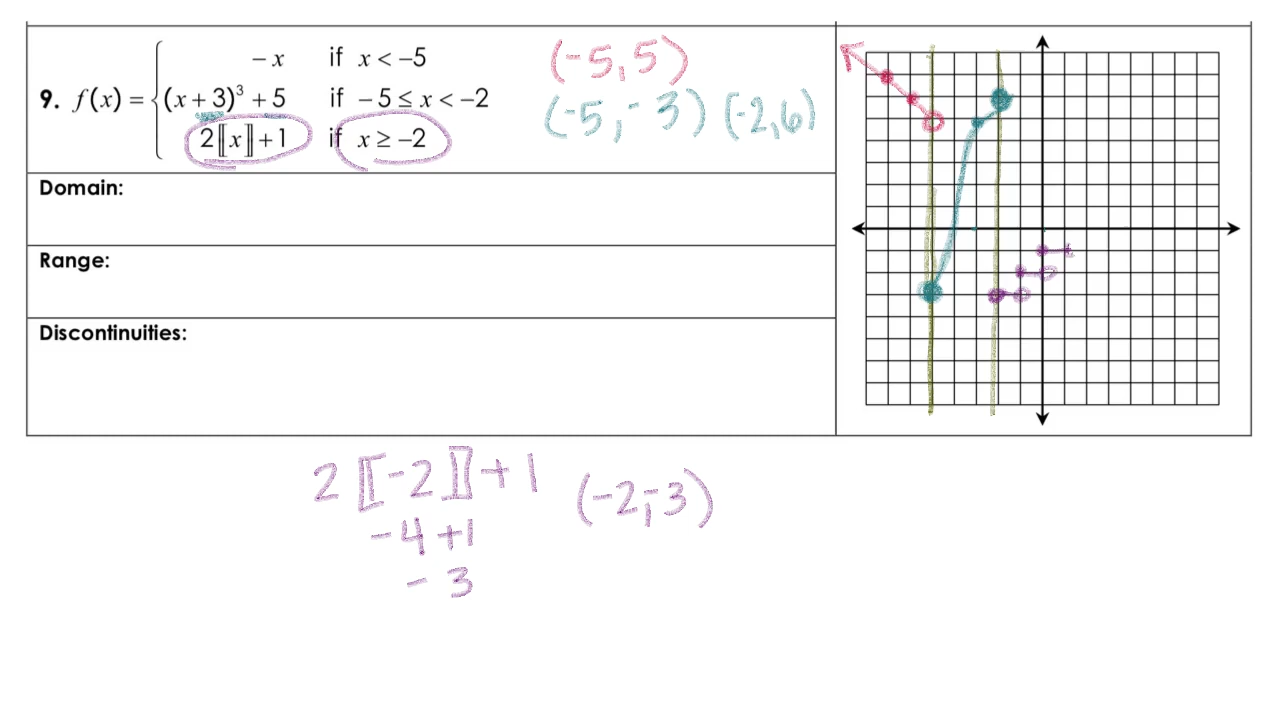 9. f(x) = { -x if x < -5
(x + 3)³ + 5 if -5 ≤ x < -2
2⟦x⟧ + 1 if x ≥ -2
(-5, 5)
(-5, -3) (-2, 6)
Domain:
Range:
Discontinuities:
2⟦-2⟧ + 1
-4 + 1
-3
(-2, -3)